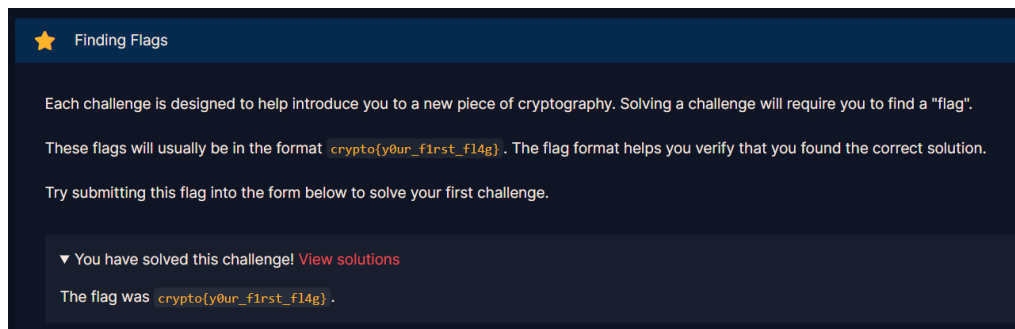 Finding Flags
Each challenge is designed to help introduce you to a new piece of cryptography. Solving a challenge will require you to find a "flag".
These flags will usually be in the format crypto{y0ur_f1rst_fl4g}. The flag format helps you verify that you found the correct solution.
Try submitting this flag into the form below to solve your first challenge.
▼ You have solved this challenge! View solutions
The flag was crypto{y0ur_f1rst_fl4g}.